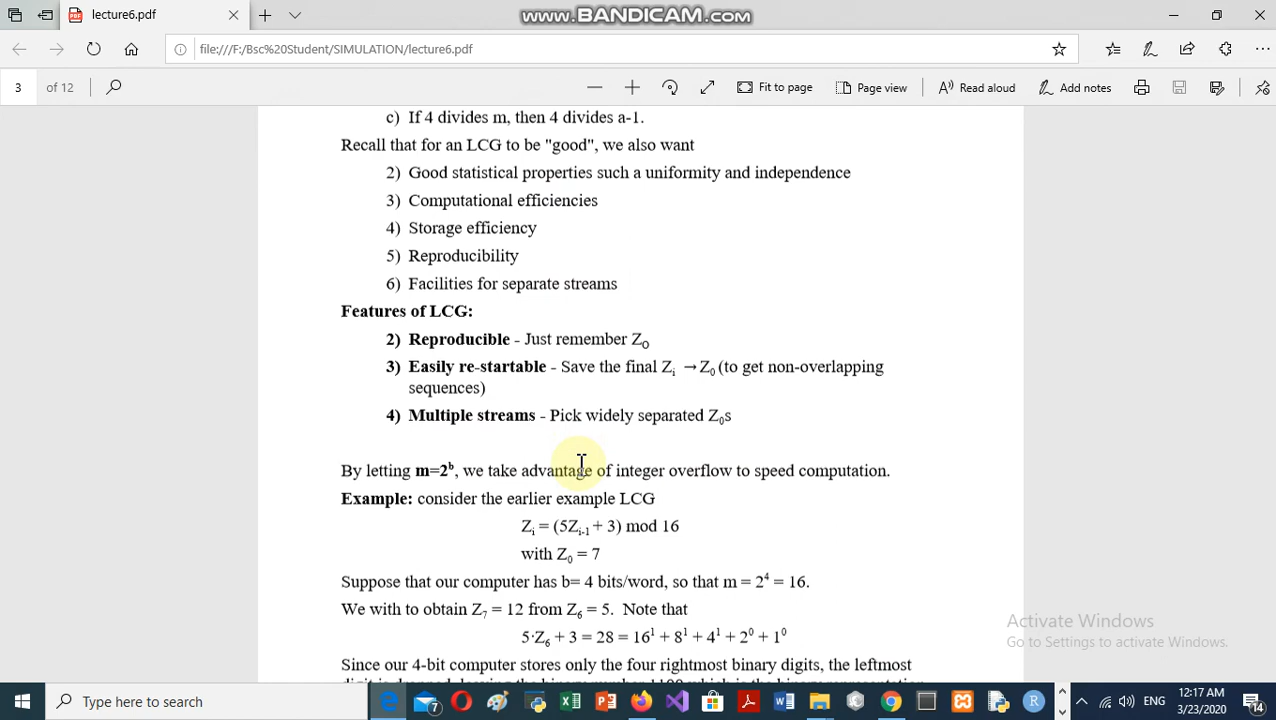 lecture6.pdf
WWW.BANDICAM.COM
file:///F:/Bsc%20Student/SIMULATION/lecture6.pdf
3 of 12
Fit to page
Page view
Read aloud
Add notes
c) If 4 divides m, then 4 divides a-1.
Recall that for an LCG to be "good", we also want
2) Good statistical properties such a uniformity and independence
3) Computational efficiencies
4) Storage efficiency
5) Reproducibility
6) Facilities for separate streams
Features of LCG:
2) Reproducible - Just remember Z₀
3) Easily re-startable - Save the final Zᵢ →Z₀ (to get non-overlapping
sequences)
4) Multiple streams - Pick widely separated Z₀s
By letting m=2ᵇ, we take advantage of integer overflow to speed computation.
Example: consider the earlier example LCG
Zᵢ = (5Zᵢ₋₁ + 3) mod 16
with Z₀ = 7
Suppose that our computer has b= 4 bits/word, so that m = 2⁴ = 16.
We with to obtain Z₇ = 12 from Z₆ = 5. Note that
5·Z₆ + 3 = 28 = 16¹ + 8¹ + 4¹ + 2⁰ + 1⁰
Since our 4-bit computer stores only the four rightmost binary digits, the leftmost
Activate Windows
Go to Settings to activate Windows.
Type here to search
ENG
12:17 AM
3/23/2020